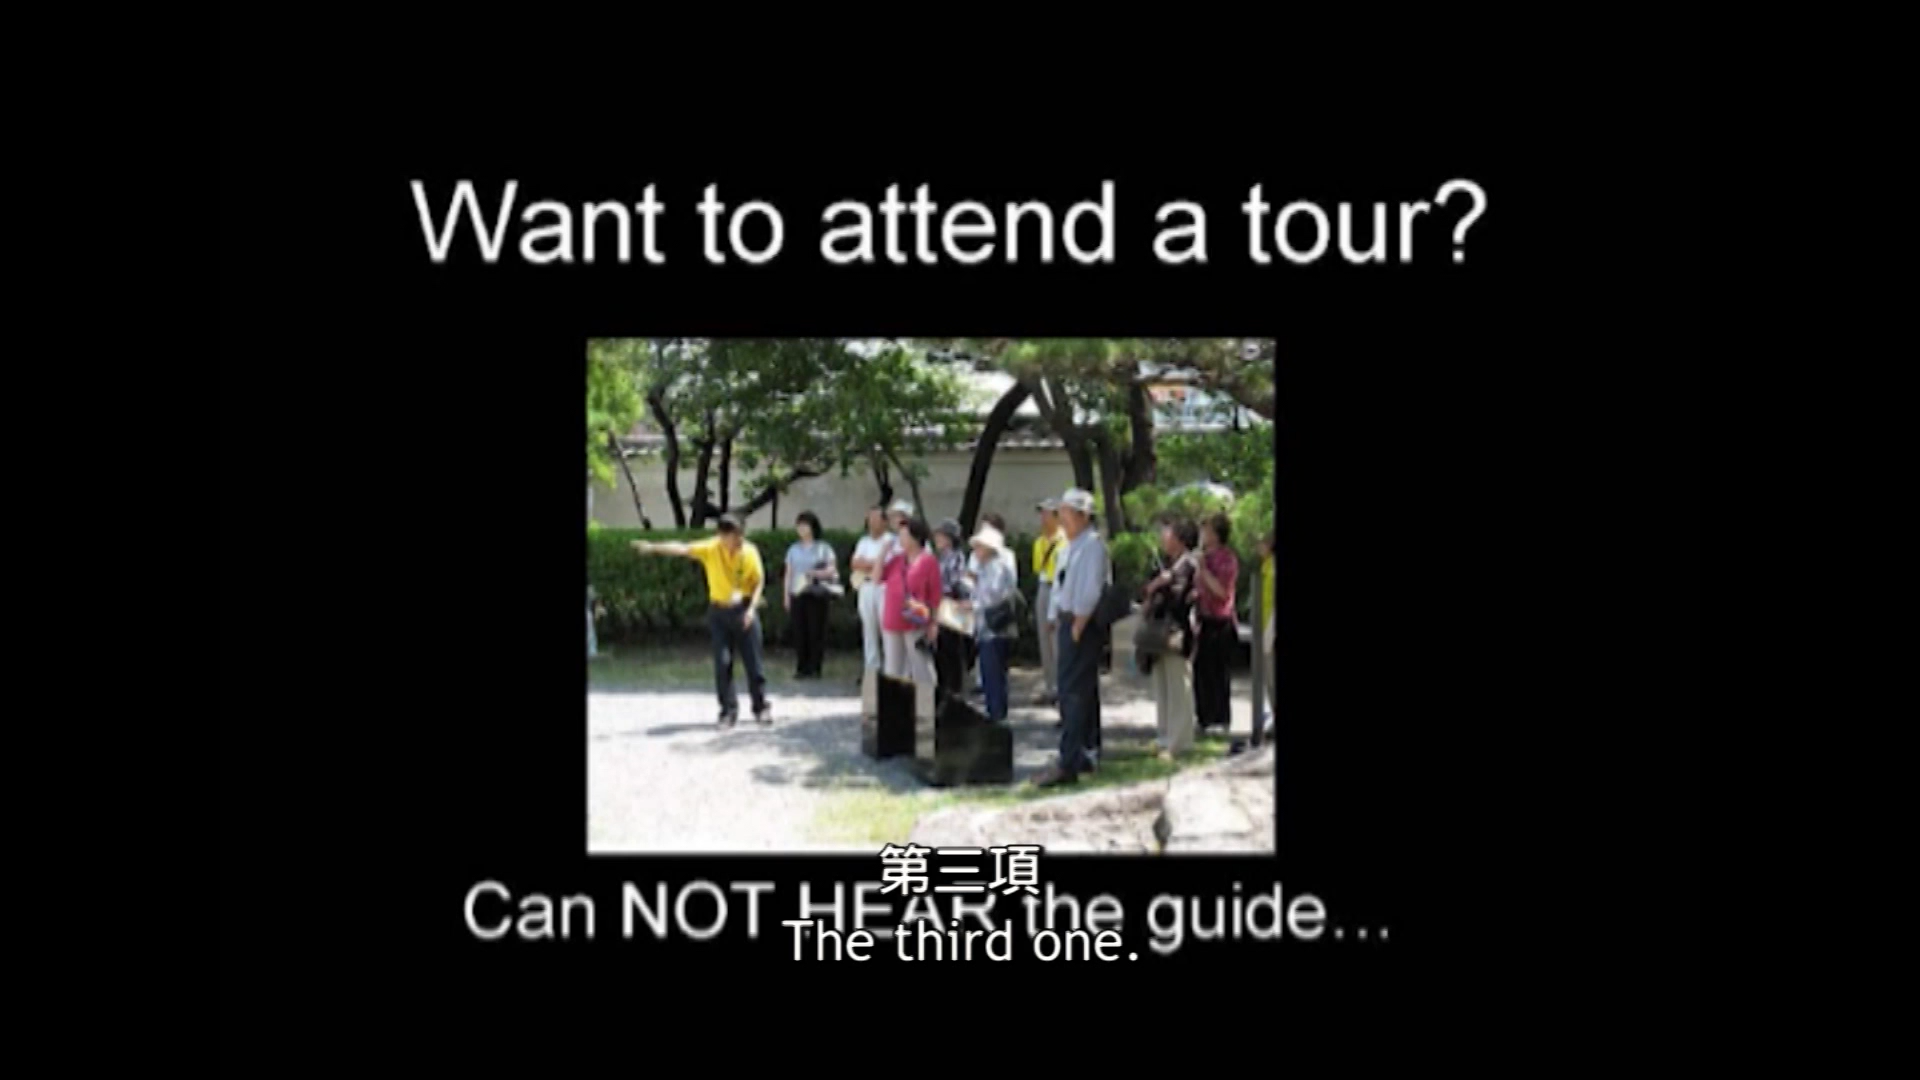 Want to attend a tour?
Can NOT HEAR the guide...
第三項
The third one.